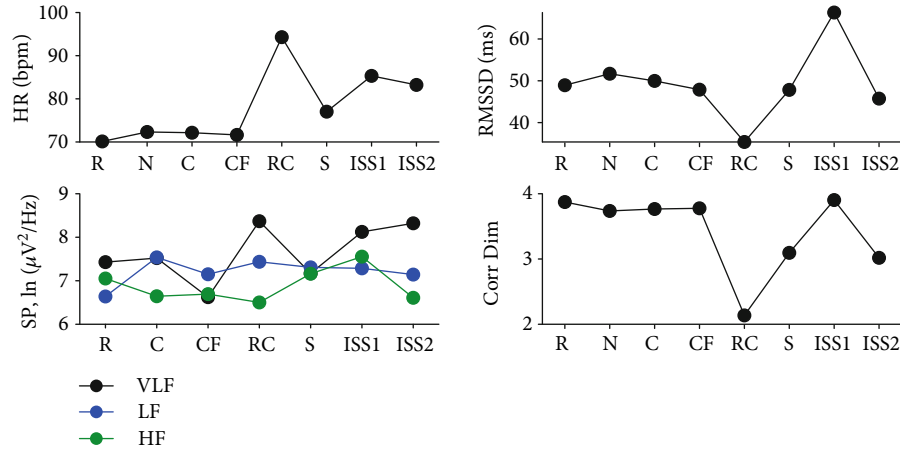 HR (bpm)
100
90
80
70
R N C CF RC S ISS1 ISS2
RMSSD (ms)
60
50
40
R N C CF RC S ISS1 ISS2
SP, ln (μV²/Hz)
9
8
7
6
R C CF RC S ISS1 ISS2
Corr Dim
4
3
2
R N C CF RC S ISS1 ISS2
VLF
LF
HF